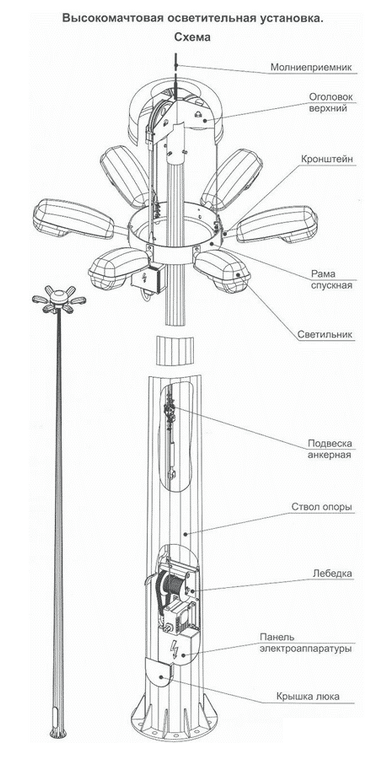 Высокомачтовая осветительная установка.
Схема
Молниеприемник
Оголовок
верхний
Кронштейн
Рама
спускная
Светильник
Подвеска
анкерная
Ствол опоры
Лебедка
Панель
электроаппаратуры
Крышка люка